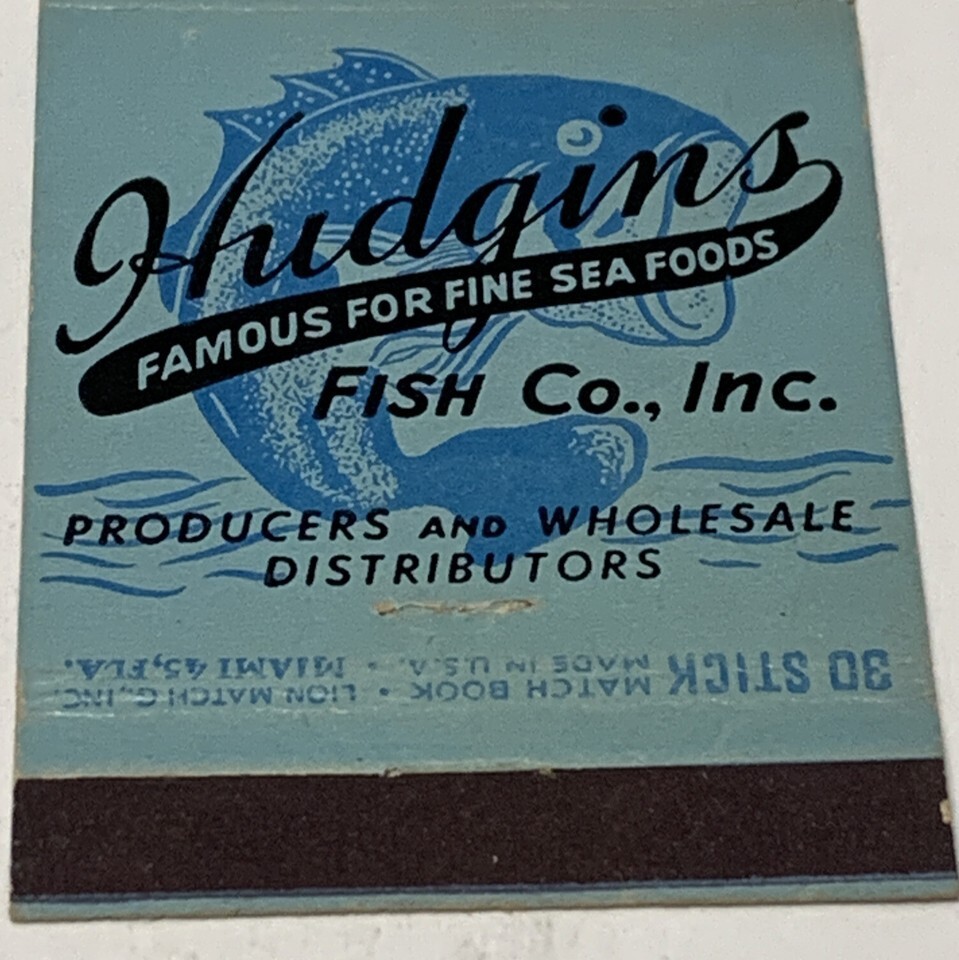 Hudgins
FAMOUS FOR FINE SEA FOODS
FISH Co., Inc.
PRODUCERS AND WHOLESALE
DISTRIBUTORS
30 STICK MATCH BOOK • LION MATCH C., INC.
MADE IN U.S.A. • MIAMI 45, FLA.